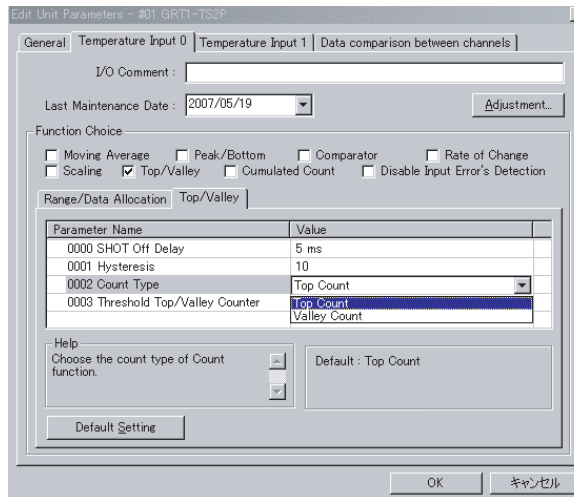 Edit Unit Parameters - #01 GRT1-TS2P
General Temperature Input 0 Temperature Input 1 Data comparison between channels
I/O Comment :
Last Maintenance Date : 2007/05/19 Adjustment...
Function Choice
Moving Average Peak/Bottom Comparator Rate of Change
Scaling Top/Valley Cumulated Count Disable Input Error's Detection
Range/Data Allocation Top/Valley
Parameter Name Value
0000 SHOT Off Delay 5 ms
0001 Hysteresis 10
0002 Count Type Top Count
0003 Threshold Top/Valley Counter Top Count
Valley Count
Help
Choose the count type of Count
function.
Default : Top Count
Default Setting
OK キャンセル